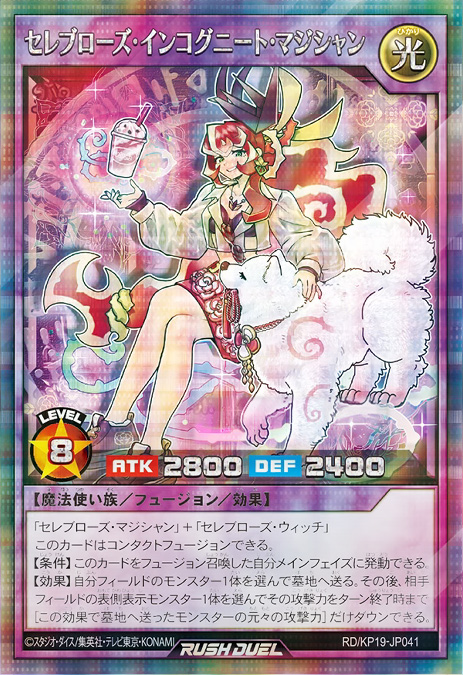 セレブローズ・インコグニート・マジシャン
ひかり
光
LEVEL
8
ATK 2800 DEF 2400
【魔法使い族／フュージョン／効果】
「セレブローズ・マジシャン」+「セレブローズ・ウィッチ」
このカードはコンタクトフュージョンできる。
【条件】このカードをフュージョン召喚した自分メインフェイズに発動できる。
【効果】自分フィールドのモンスター1体を選んで墓地へ送る。その後、相手
フィールドの表側表示モンスター1体を選んでその攻撃力をターン終了時まで
[この効果で墓地へ送ったモンスターの元々の攻撃力]だけダウンできる。
©スタジオ・ダイス/集英社・テレビ東京・KONAMI
RUSH DUEL
RD/KP19-JP041